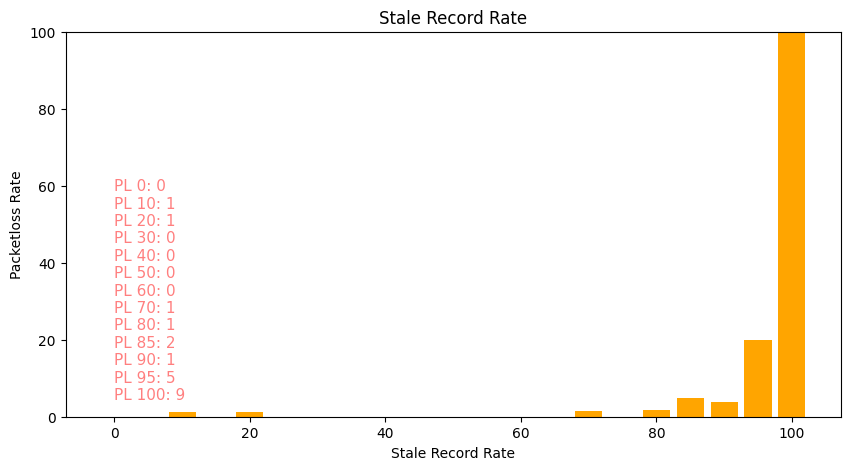 Stale Record Rate
100
80
60
40
20
0
Packetloss Rate
PL 0: 0
PL 10: 1
PL 20: 1
PL 30: 0
PL 40: 0
PL 50: 0
PL 60: 0
PL 70: 1
PL 80: 1
PL 85: 2
PL 90: 1
PL 95: 5
PL 100: 9
0 20 40 60 80 100
Stale Record Rate